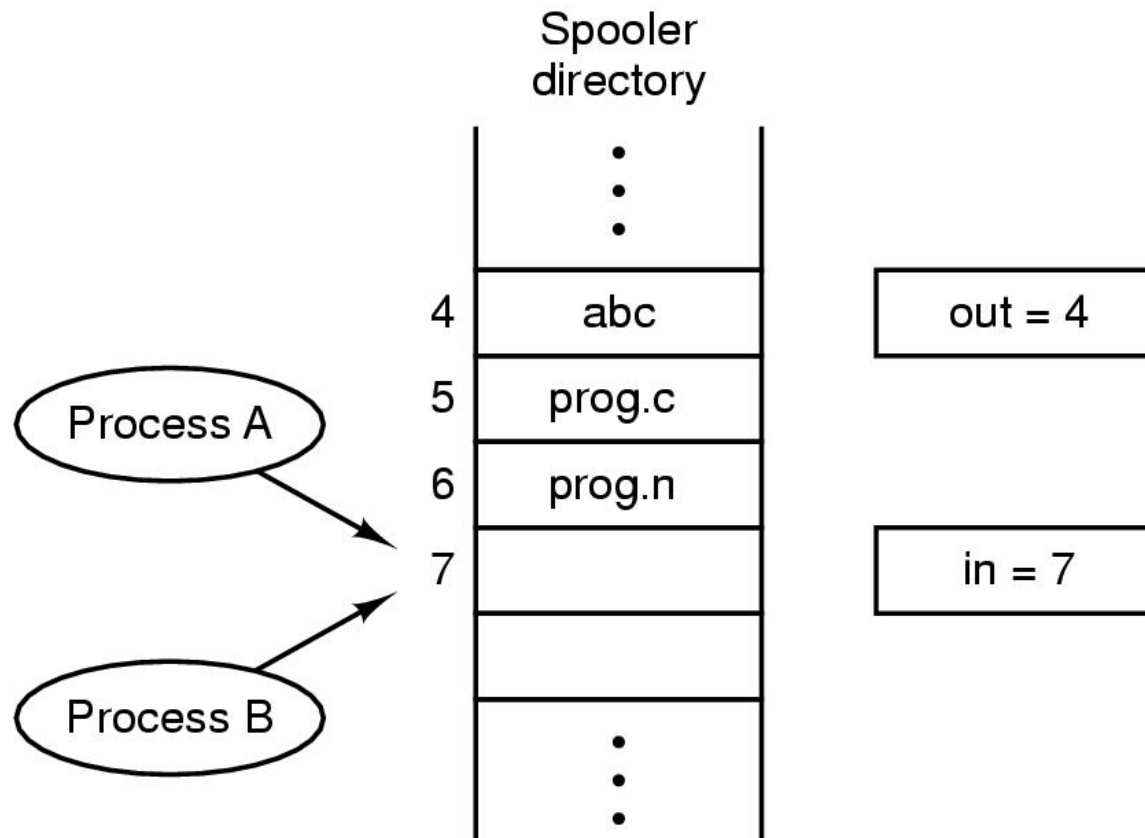 Spooler
directory
4
abc
out = 4
Process A
5
prog.c
6
prog.n
7
in = 7
Process B